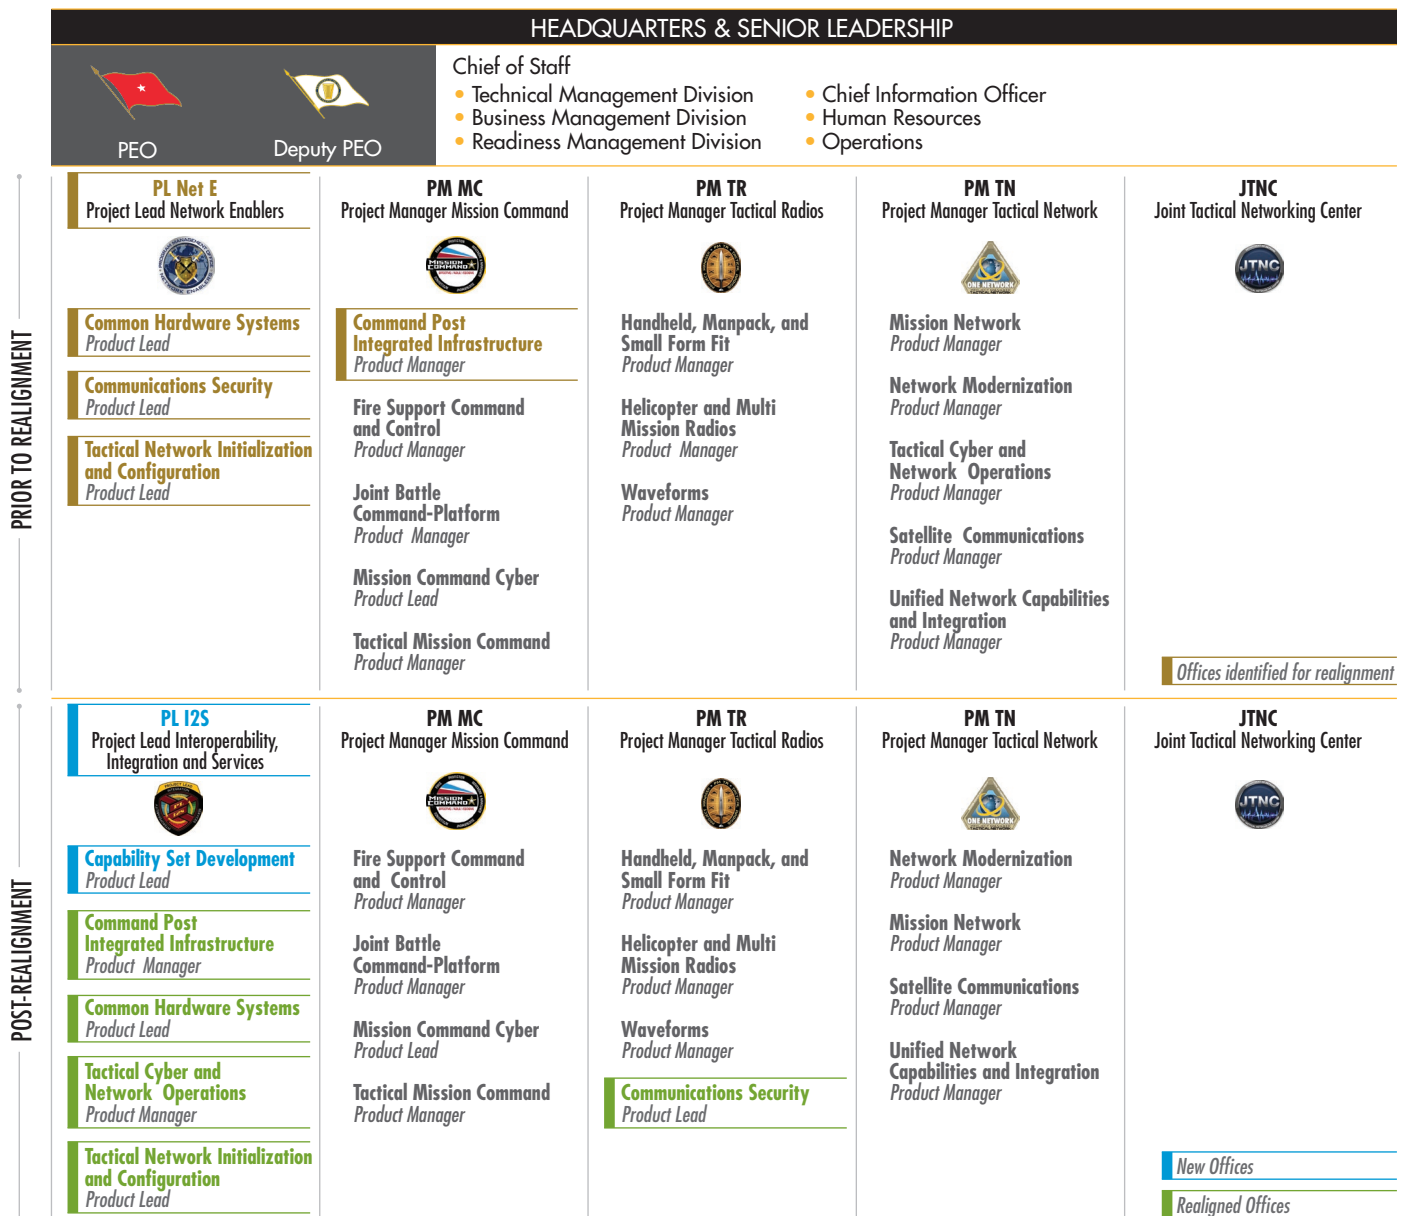 HEADQUARTERS & SENIOR LEADERSHIP
PEO
Deputy PEO
Chief of Staff
• Technical Management Division
• Business Management Division
• Readiness Management Division
• Chief Information Officer
• Human Resources
• Operations
PRIOR TO REALIGNMENT
PL Net E
Project Lead Network Enablers
Common Hardware Systems
Product Lead
Communications Security
Product Lead
Tactical Network Initialization
and Configuration
Product Lead
PM MC
Project Manager Mission Command
MISSION
COMMAND
Command Post
Integrated Infrastructure
Product Manager
Fire Support Command
and Control
Product Manager
Joint Battle
Command-Platform
Product Manager
Mission Command Cyber
Product Lead
Tactical Mission Command
Product Manager
PM TR
Project Manager Tactical Radios
Handheld, Manpack, and
Small Form Fit
Product Manager
Helicopter and Multi
Mission Radios
Product Manager
Waveforms
Product Manager
PM TN
Project Manager Tactical Network
ONE NETWORK
TACTICAL NETWORK
Mission Network
Product Manager
Network Modernization
Product Manager
Tactical Cyber and
Network Operations
Product Manager
Satellite Communications
Product Manager
Unified Network Capabilities
and Integration
Product Manager
JTNC
Joint Tactical Networking Center
JTNC
Offices identified for realignment
POST-REALIGNMENT
PL I2S
Project Lead Interoperability,
Integration and Services
Capability Set Development
Product Lead
Command Post
Integrated Infrastructure
Product Manager
Common Hardware Systems
Product Lead
Tactical Cyber and
Network Operations
Product Manager
Tactical Network Initialization
and Configuration
Product Lead
PM MC
Project Manager Mission Command
MISSION
COMMAND
Fire Support Command
and Control
Product Manager
Joint Battle
Command-Platform
Product Manager
Mission Command Cyber
Product Lead
Tactical Mission Command
Product Manager
PM TR
Project Manager Tactical Radios
Handheld, Manpack, and
Small Form Fit
Product Manager
Helicopter and Multi
Mission Radios
Product Manager
Waveforms
Product Manager
Communications Security
Product Lead
PM TN
Project Manager Tactical Network
ONE NETWORK
TACTICAL NETWORK
Network Modernization
Product Manager
Mission Network
Product Manager
Satellite Communications
Product Manager
Unified Network
Capabilities and Integration
Product Manager
JTNC
Joint Tactical Networking Center
JTNC
New Offices
Realigned Offices